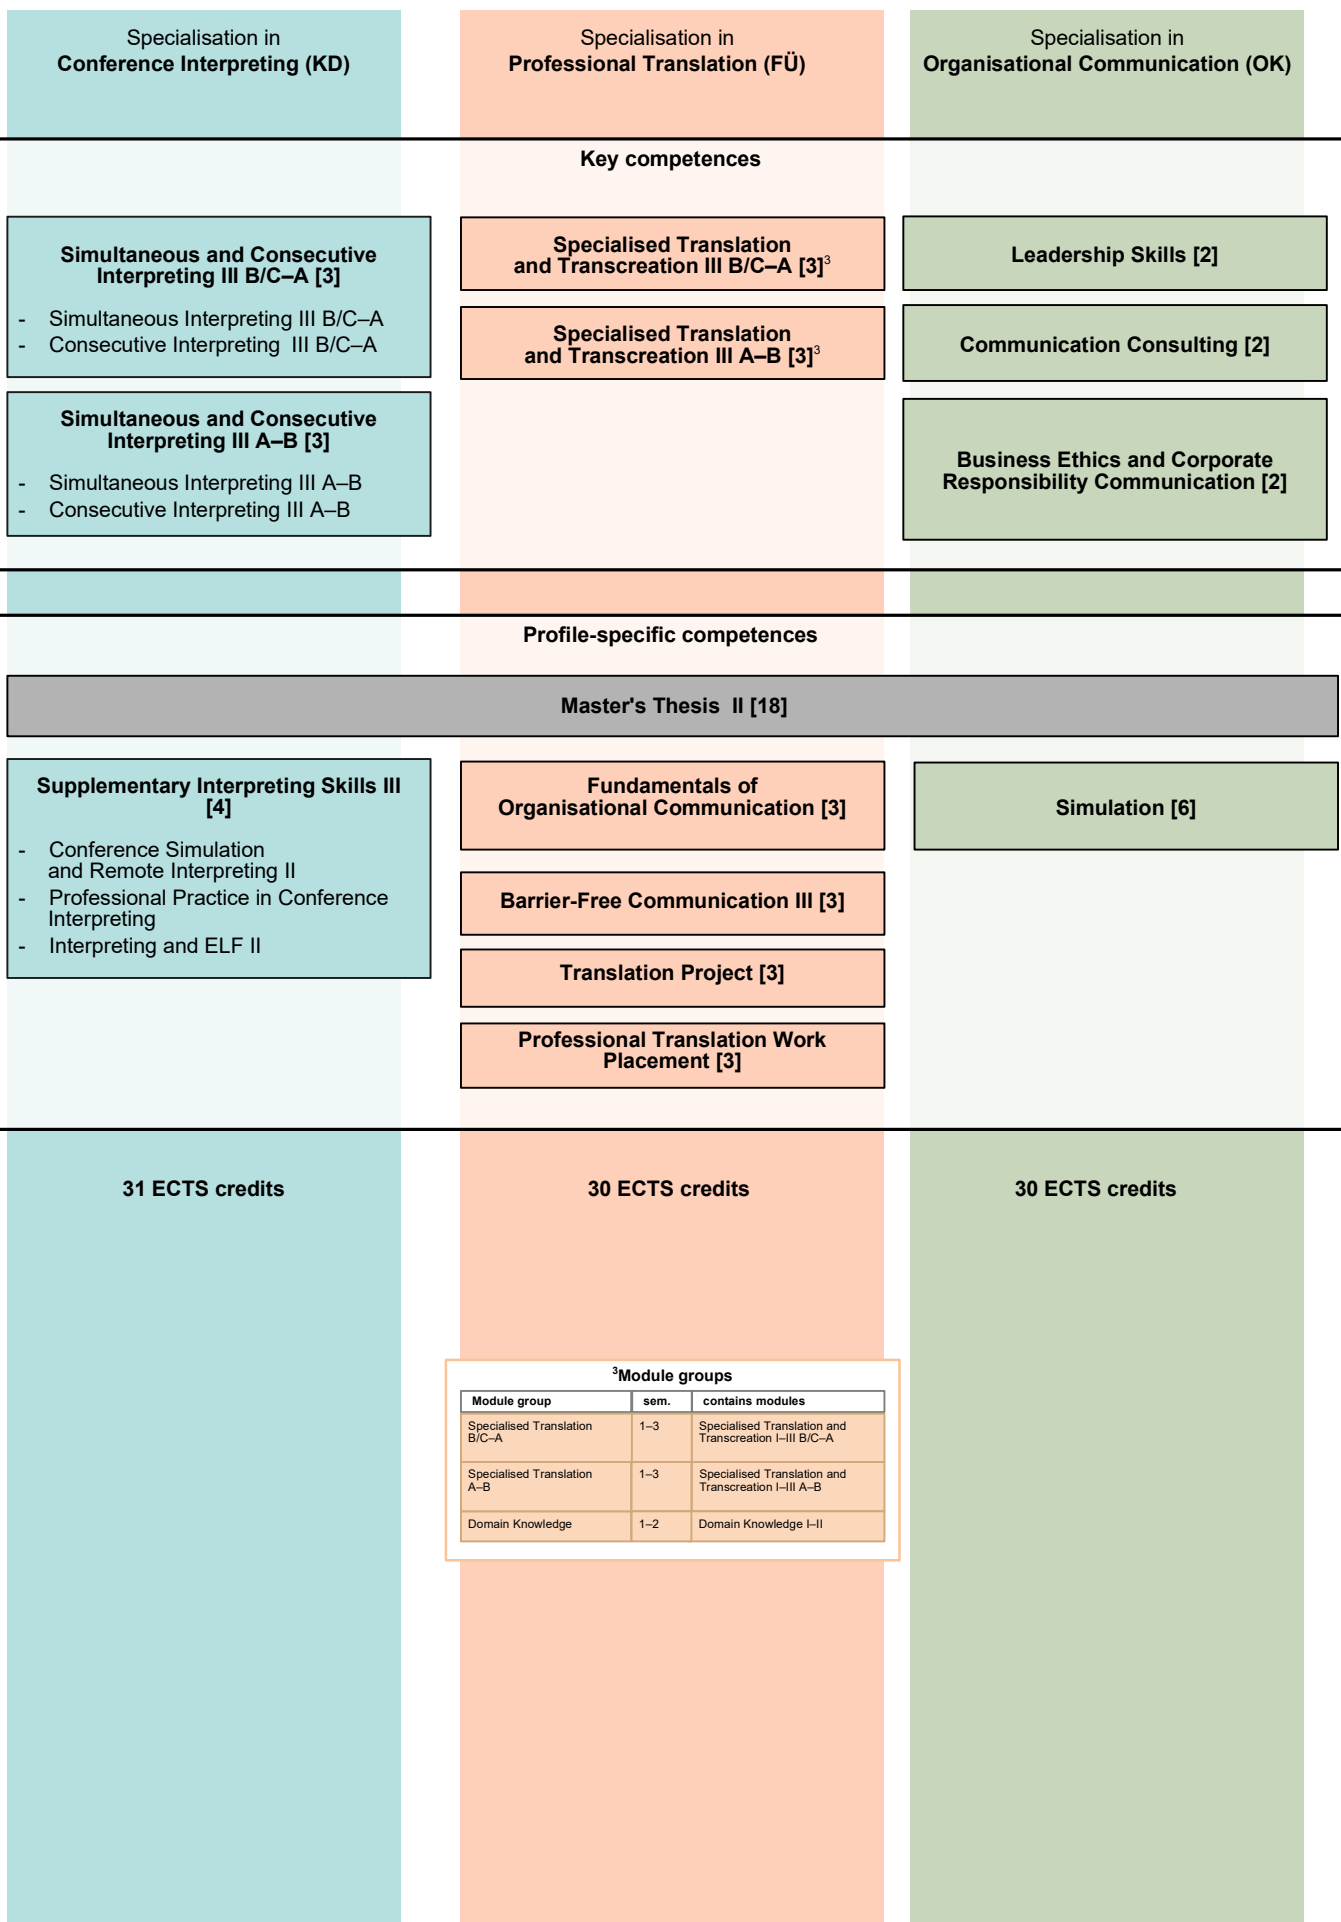 Specialisation in
Conference Interpreting (KD)
Specialisation in
Professional Translation (FÜ)
Specialisation in
Organisational Communication (OK)
Key competences
Simultaneous and Consecutive
Interpreting III B/C–A [3]
- Simultaneous Interpreting III B/C–A
- Consecutive Interpreting III B/C–A
Simultaneous and Consecutive
Interpreting III A–B [3]
- Simultaneous Interpreting III A–B
- Consecutive Interpreting III A–B
Specialised Translation
and Transcreation III B/C–A [3]³
Specialised Translation
and Transcreation III A–B [3]³
Leadership Skills [2]
Communication Consulting [2]
Business Ethics and Corporate
Responsibility Communication [2]
Profile-specific competences
Master's Thesis II [18]
Supplementary Interpreting Skills III
[4]
- Conference Simulation
and Remote Interpreting II
- Professional Practice in Conference
Interpreting
- Interpreting and ELF II
Fundamentals of
Organisational Communication [3]
Barrier-Free Communication III [3]
Translation Project [3]
Professional Translation Work
Placement [3]
Simulation [6]
31 ECTS credits
30 ECTS credits
30 ECTS credits
³Module groups
Module group sem. contains modules
Specialised Translation 1–3 Specialised Translation and
B/C–A Transcreation I–III B/C–A
Specialised Translation 1–3 Specialised Translation and
A–B Transcreation I–III A–B
Domain Knowledge 1–2 Domain Knowledge I–II